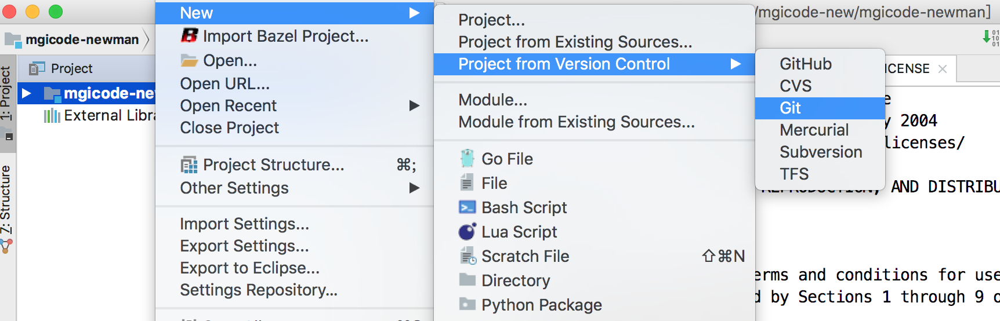 /mgicode-new/mgicode-newman]
mgicode-newman
1: Project
7: Structure
Project
mgicode-ne
External Libr
New
Import Bazel Project...
Open...
Open URL...
Open Recent
Close Project
Project Structure... ⌘;
Other Settings
Import Settings...
Export Settings...
Export to Eclipse...
Settings Repository...
Project...
Project from Existing Sources...
Project from Version Control
Module...
Module from Existing Sources...
Go File
File
Bash Script
Lua Script
Scratch File ⇧⌘N
Directory
Python Package
GitHub
CVS
Git
Mercurial
Subversion
TFS
ICENSE
e
y 2004
licenses/
REPRODUCTION, AND DISTRIBU
erms and conditions for use
d by Sections 1 through 9 o